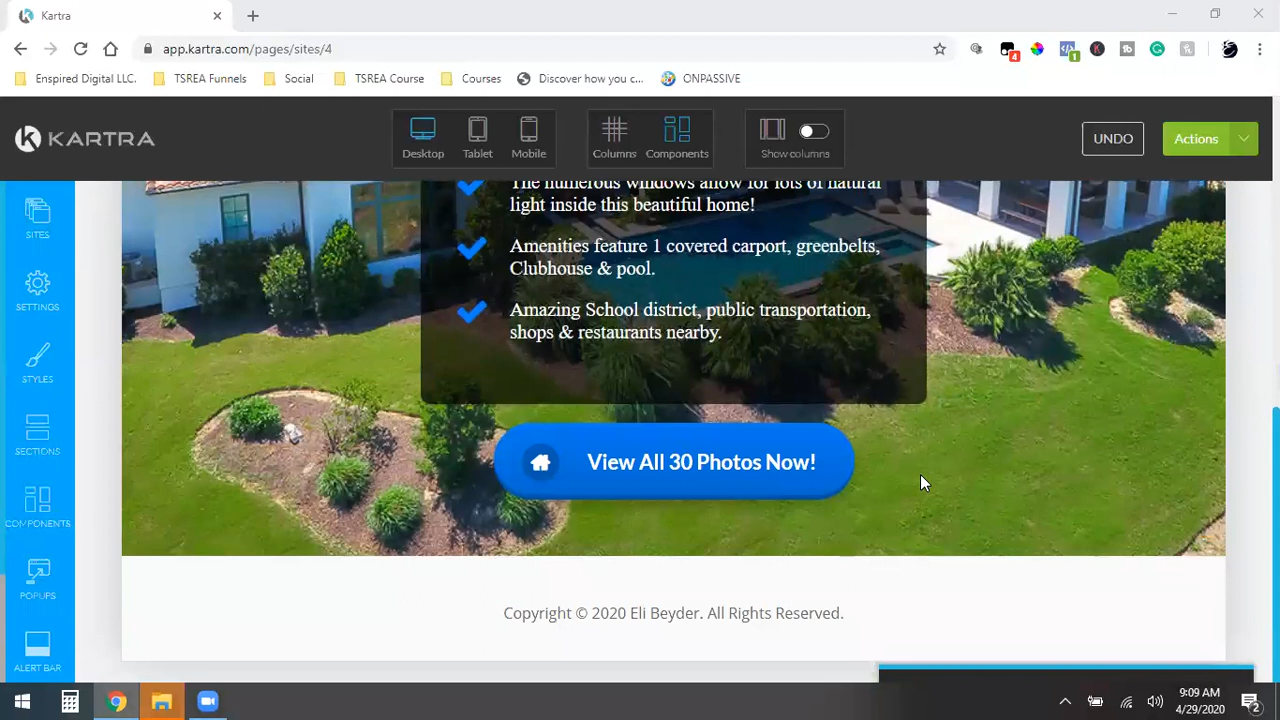 Kartra
app.kartra.com/pages/sites/4
4
1
Enspired Digital LLC.
TSREA Funnels
Social
TSREA Course
Courses
Discover how you c...
ONPASSIVE
KARTRA
Desktop
Tablet
Mobile
Columns
Components
Show columns
UNDO
Actions
SITES
SETTINGS
STYLES
SECTIONS
COMPONENTS
POPUPS
ALERT BAR
The numerous windows allow for lots of natural
light inside this beautiful home!
Amenities feature 1 covered carport, greenbelts,
Clubhouse & pool.
Amazing School district, public transportation,
shops & restaurants nearby.
View All 30 Photos Now!
Copyright © 2020 Eli Beyder. All Rights Reserved.
9:09 AM
4/29/2020
2